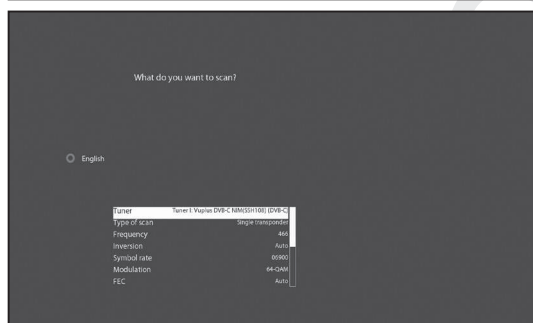 What do you want to scan?
English
Tuner Tuner I: Vuplus DVB-C NIM(SSH108) (DVB-C)
Type of scan Single transponder
Frequency 466
Inversion Auto
Symbol rate 06900
Modulation 64-QAM
FEC Auto